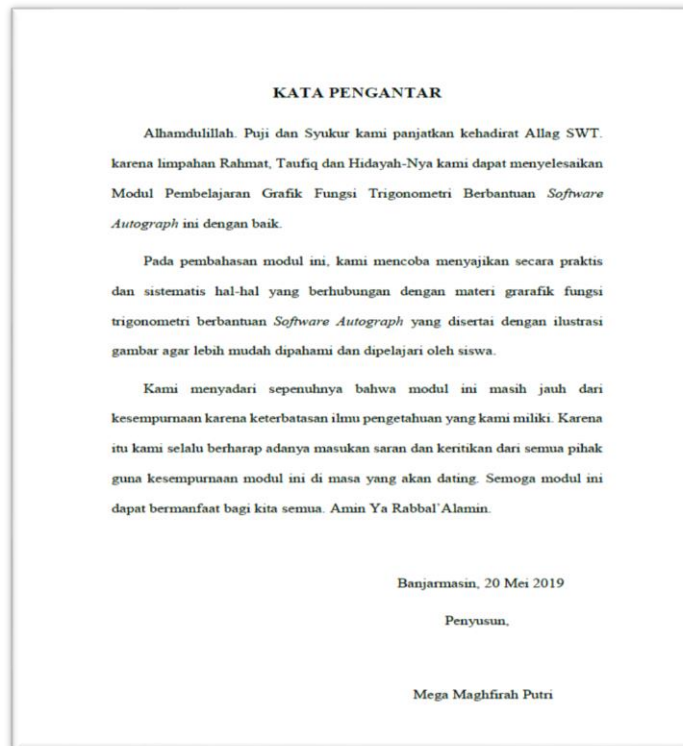 KATA PENGANTAR
Alhamdulillah. Puji dan Syukur kami panjatkan kehadirat Allag SWT.
karena limpahan Rahmat, Taufiq dan Hidayah-Nya kami dapat menyelesaikan
Modul Pembelajaran Grafik Fungsi Trigonometri Berbantuan Software
Autograph ini dengan baik.
Pada pembahasan modul ini, kami mencoba menyajikan secara praktis
dan sistematis hal-hal yang berhubungan dengan materi grarafik fungsi
trigonometri berbantuan Software Autograph yang disertai dengan ilustrasi
gambar agar lebih mudah dipahami dan dipelajari oleh siswa.
Kami menyadari sepenuhnya bahwa modul ini masih jauh dari
kesempurnaan karena keterbatasan ilmu pengetahuan yang kami miliki. Karena
itu kami selalu berharap adanya masukan saran dan keritikan dari semua pihak
guna kesempurnaan modul ini di masa yang akan dating. Semoga modul ini
dapat bermanfaat bagi kita semua. Amin Ya Rabbal'Alamin.
Banjarmasin, 20 Mei 2019
Penyusun,
Mega Maghfirah Putri